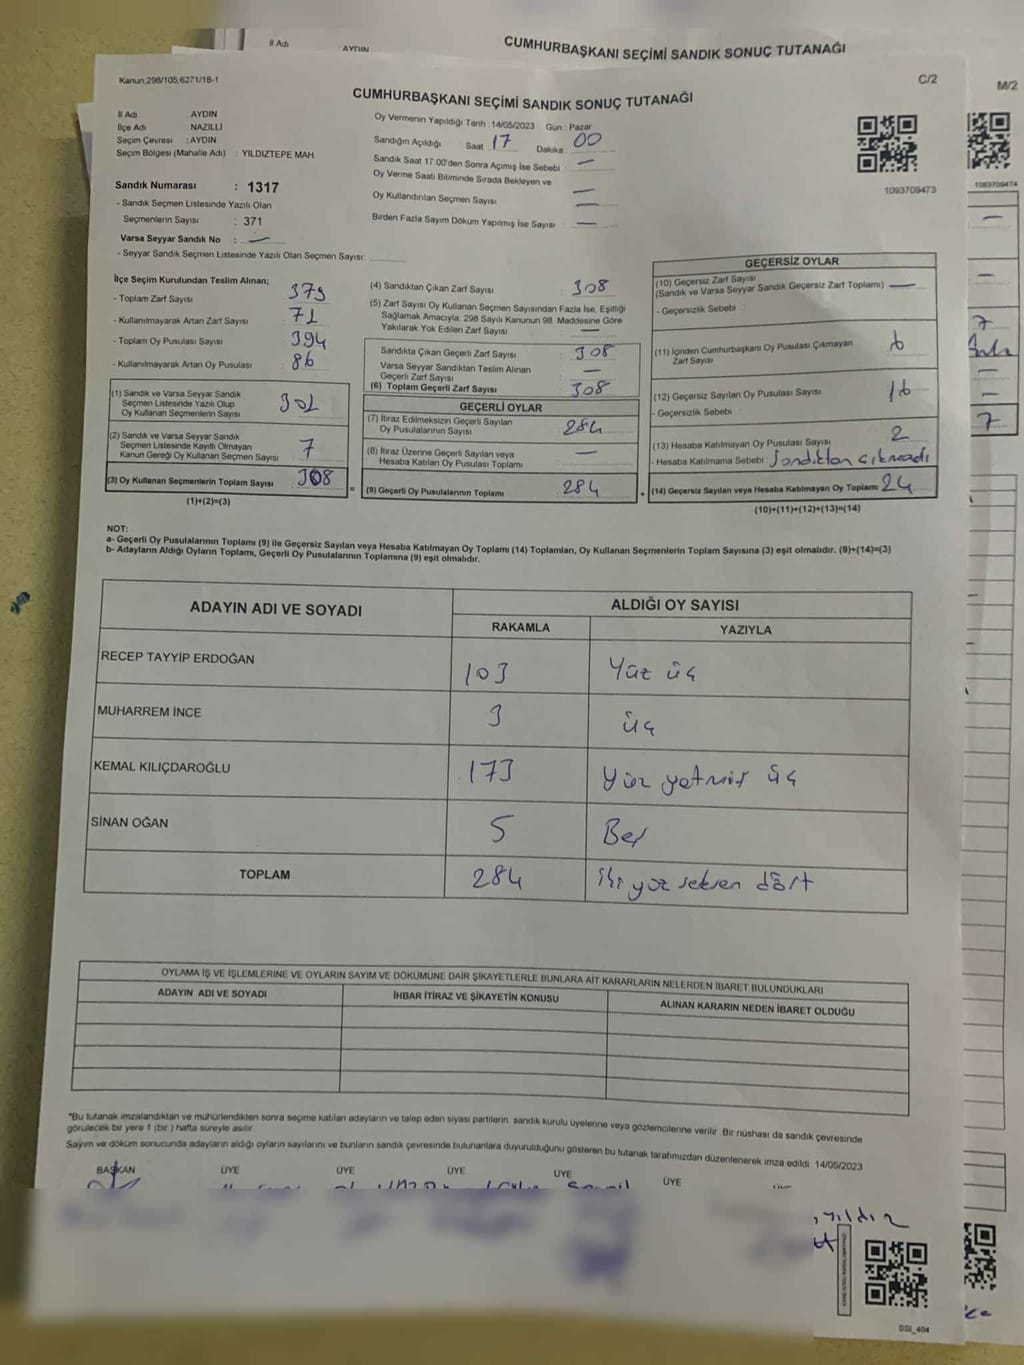 İl Adı
AYDIN
CUMHURBAŞKANI SEÇİMİ SANDIK SONUÇ TUTANAĞI
M/2
1093709474
Kanun:298/105,6271/18-1
C/2
CUMHURBAŞKANI SEÇİMİ SANDIK SONUÇ TUTANAĞI
İl Adı AYDIN
İlçe Adı NAZİLLİ
Seçim Çevresi : AYDIN
Seçim Bölgesi (Mahalle Adı) : YILDIZTEPE MAH
Sandık Numarası : 1317
- Sandık Seçmen Listesinde Yazılı Olan
Seçmenlerin Sayısı : 371
Varsa Seyyar Sandık No : —
- Seyyar Sandık Seçmen Listesinde Yazılı Olan Seçmen Sayısı:
Oy Vermenin Yapıldığı Tarih : 14/05/2023 Gün : Pazar
Sandığın Açıldığı Saat : 17 Dakika : 00
Sandık Saat 17:00'den Sonra Açımış İse Sebebi : —
Oy Verme Saati Bitiminde Sırada Bekleyen ve
Oy Kullandırılan Seçmen Sayısı : —
Birden Fazla Sayım Döküm Yapılmış İse Sayısı : —
1093709473
İlçe Seçim Kurulundan Teslim Alınan;
- Toplam Zarf Sayısı : 379
- Kullanılmayarak Artan Zarf Sayısı : 71
- Toplam Oy Pusulası Sayısı : 394
- Kullanılmayarak Artan Oy Pusulası : 86
(1) Sandık ve Varsa Seyyar Sandık
Seçmen Listesinde Yazılı Olup
Oy Kullanan Seçmenlerin Sayısı : 301
(2) Sandık ve Varsa Seyyar Sandık
Seçmen Listesinde Kayıtlı Olmayan
Kanun Gereği Oy Kullanan Seçmen Sayısı : 7
(3) Oy Kullanan Seçmenlerin Toplam Sayısı : 308
(1)+(2)=(3)
(4) Sandıktan Çıkan Zarf Sayısı : 308
(5) Zarf Sayısı Oy Kullanan Seçmen Sayısından Fazla İse, Eşitliği
Sağlamak Amacıyla, 298 Sayılı Kanunun 98. Maddesine Göre
Yakılarak Yok Edilen Zarf Sayısı : —
Sandıkta Çıkan Geçerli Zarf Sayısı : 308
Varsa Seyyar Sandıktan Teslim Alınan
Geçerli Zarf Sayısı : —
(6) Toplam Geçerli Zarf Sayısı : 308
GEÇERLİ OYLAR
(7) İtiraz Edilmeksizin Geçerli Sayılan
Oy Pusulalarının Sayısı : 284
(8) İtiraz Üzerine Geçerli Sayılan veya
Hesaba Katılan Oy Pusulası Toplamı : —
(9) Geçerli Oy Pusulalarının Toplamı : 284
GEÇERSİZ OYLAR
(10) Geçersiz Zarf Sayısı
(Sandık ve Varsa Seyyar Sandık Geçersiz Zarf Toplamı) : —
- Geçersizlik Sebebi :
(11) İçinden Cumhurbaşkanı Oy Pusulası Çıkmayan
Zarf Sayısı : 6
(12) Geçersiz Sayılan Oy Pusulası Sayısı : 16
- Geçersizlik Sebebi :
(13) Hesaba Katılmayan Oy Pusulası Sayısı : 2
- Hesaba Katılmama Sebebi : Sandıktan çıkmadı
(14) Geçersiz Sayılan veya Hesaba Katılmayan Oy Toplamı : 24
(10)+(11)+(12)+(13)=(14)
NOT:
a- Geçerli Oy Pusulalarının Toplamı (9) ile Geçersiz Sayılan veya Hesaba Katılmayan Oy Toplamı (14) Toplamları, Oy Kullanan Seçmenlerin Toplam Sayısına (3) eşit olmalıdır. (9)+(14)=(3)
b- Adayların Aldığı Oyların Toplamı, Geçerli Oy Pusulalarının Toplamına (9) eşit olmalıdır.
ADAYIN ADI VE SOYADI
ALDIĞI OY SAYISI
RAKAMLA
YAZIYLA
RECEP TAYYİP ERDOĞAN 103 Yüz üç
MUHARREM İNCE 3 üç
KEMAL KILIÇDAROĞLU 173 Yüz yetmiş üç
SİNAN OĞAN 5 Beş
TOPLAM 284 iki yüz seksen dört
OYLAMA İŞ VE İŞLEMLERİNE VE OYLARIN SAYIM VE DÖKÜMÜNE DAİR ŞİKAYETLERLE BUNLARA AİT KARARLARIN NELERDEN İBARET BULUNDUKLARI
ADAYIN ADI VE SOYADI
İHBAR İTİRAZ VE ŞİKAYETİN KONUSU
ALINAN KARARIN NEDEN İBARET OLDUĞU
*Bu tutanak imzalandıktan ve mühürlendikten sonra seçime katılan adayların ve talep eden siyasi partilerin sandık kurulu üyelerine veya gözlemcilerine verilir. Bir nüshası da sandık çevresinde
görülecek bir yere 1 (bir) hafta süreyle asılır.
Sayım ve döküm sonucunda adayların aldığı oyların sayılarını ve bunların sandık çevresinde bulunanlara duyurulduğunu gösteren bu tutanak tarafımızdan düzenlenerek imza edildi. 14/05/2023
BAŞKAN ÜYE ÜYE ÜYE ÜYE ÜYE
SSI_404